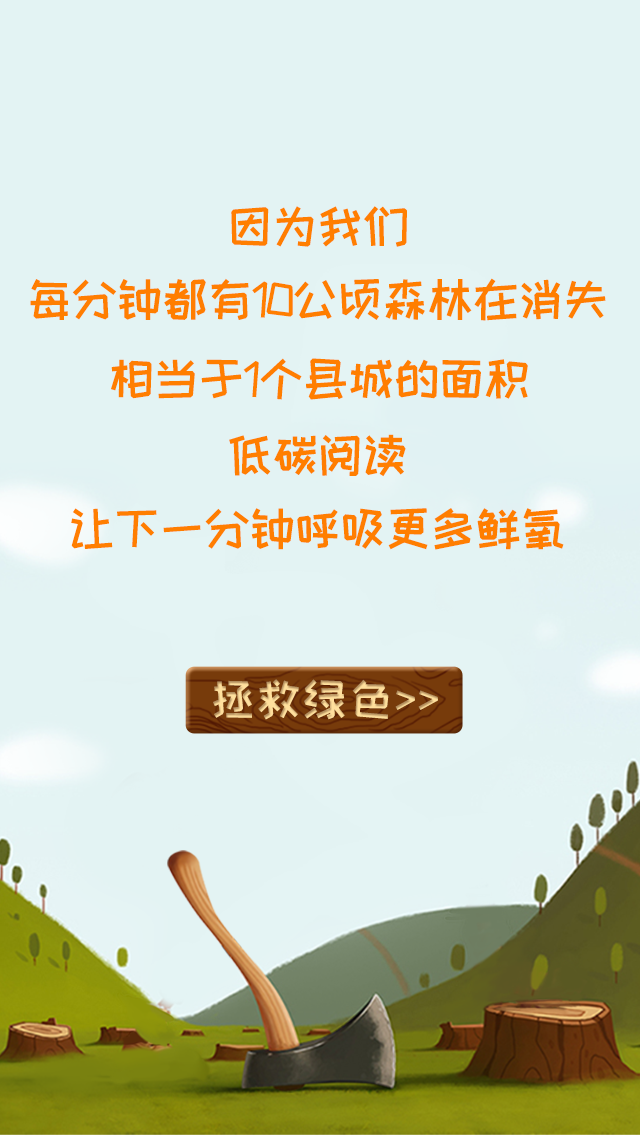 因为我们
每分钟都有10公顷森林在消失
相当于1个县城的面积
低碳阅读
让下一分钟呼吸更多鲜氧
拯救绿色>>